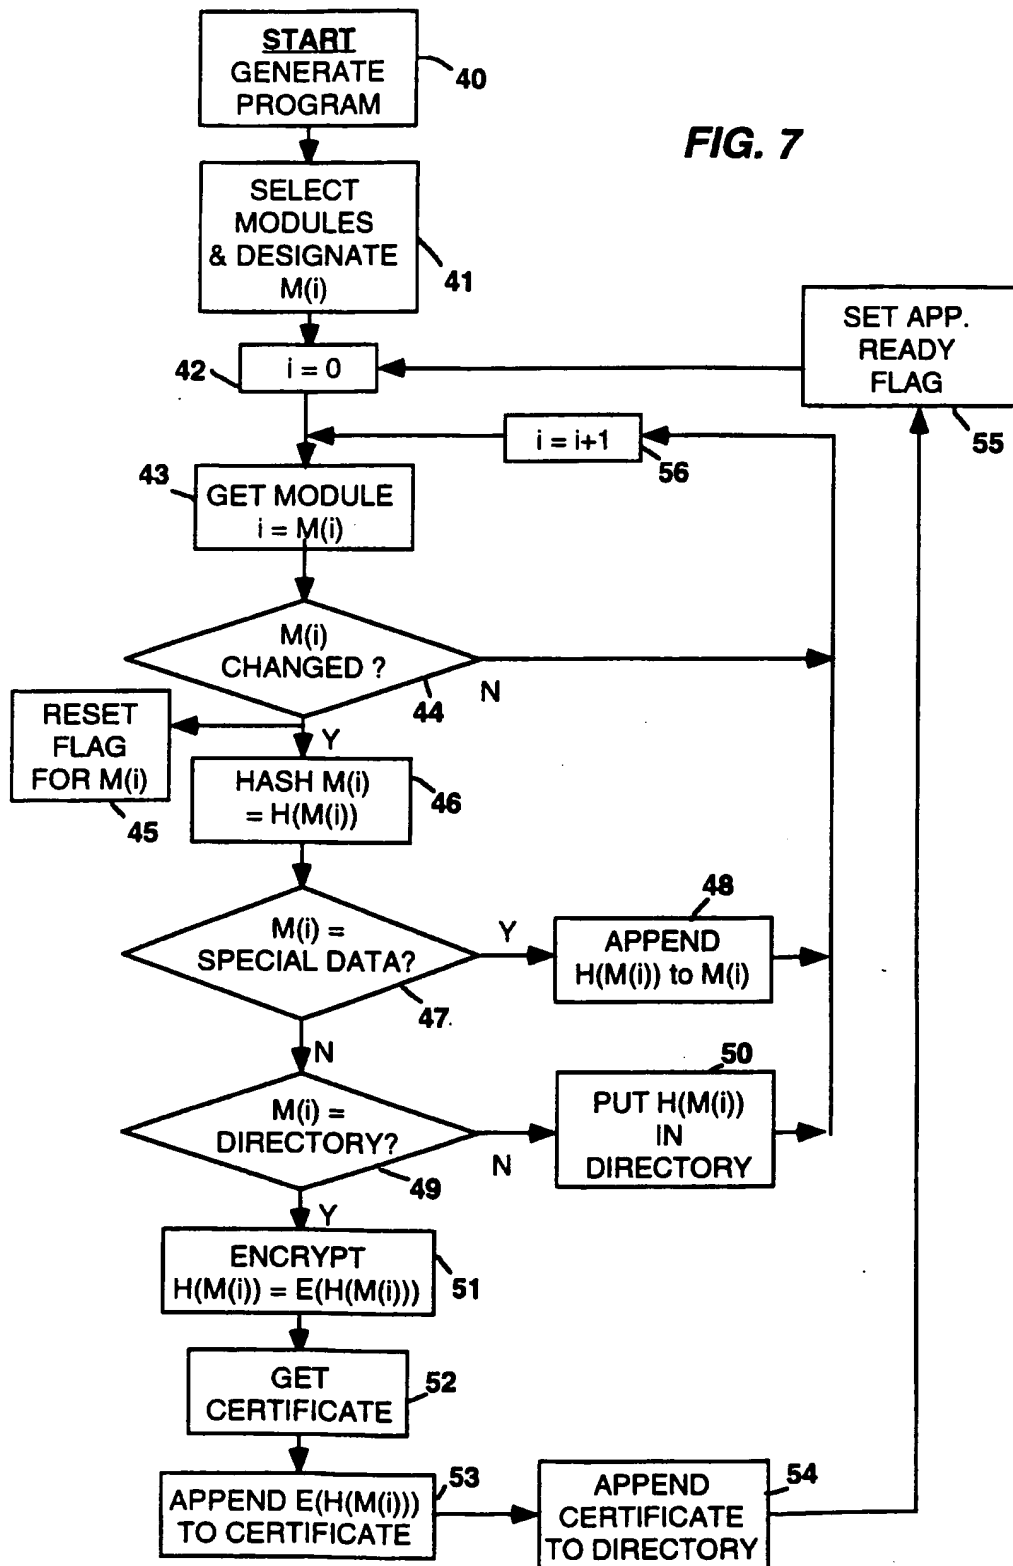 START
GENERATE
PROGRAM
40
FIG. 7
SELECT
MODULES
& DESIGNATE
M(i)
41
SET APP.
READY
FLAG
55
42
i = 0
i = i+1
56
43
GET MODULE
i = M(i)
M(i)
CHANGED ?
44
N
RESET
FLAG
FOR M(i)
45
Y
HASH M(i)
= H(M(i))
46
M(i) =
SPECIAL DATA?
47
Y
48
APPEND
H(M(i)) to M(i)
N
M(i) =
DIRECTORY?
49
N
50
PUT H(M(i))
IN
DIRECTORY
Y
ENCRYPT
H(M(i)) = E(H(M(i)))
51
GET
CERTIFICATE
52
APPEND E(H(M(i)))
TO CERTIFICATE
53
APPEND
CERTIFICATE
TO DIRECTORY
54